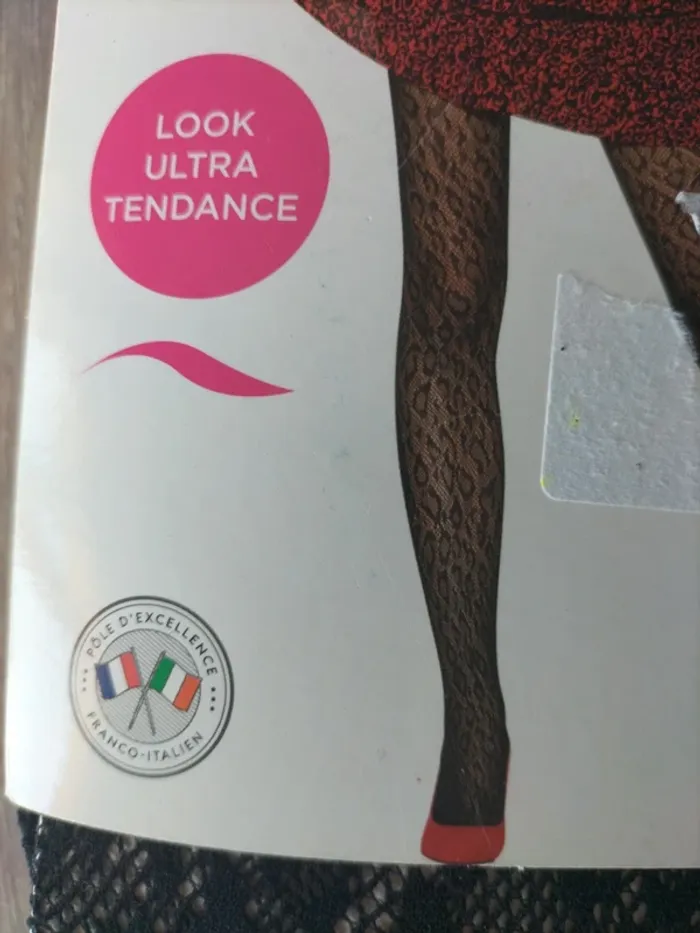 LOOK
ULTRA
TENDANCE
PÔLE D'EXCELLENCE
FRANCO-ITALIEN